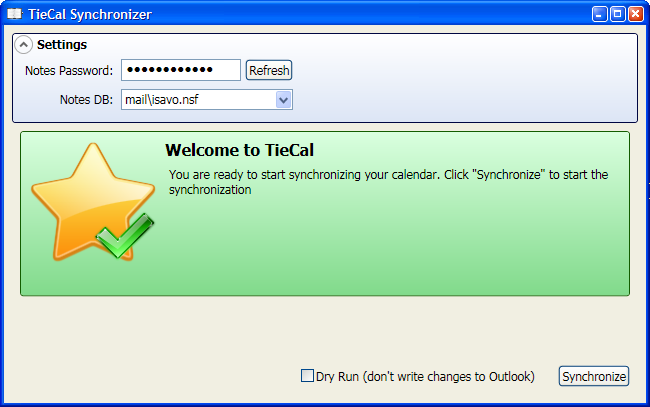 TieCal Synchronizer
Settings
Notes Password: ●●●●●●●●●●●● Refresh
Notes DB: mail\isavo.nsf
Welcome to TieCal
You are ready to start synchronizing your calendar. Click "Synchronize" to start the
synchronization
Dry Run (don't write changes to Outlook) Synchronize